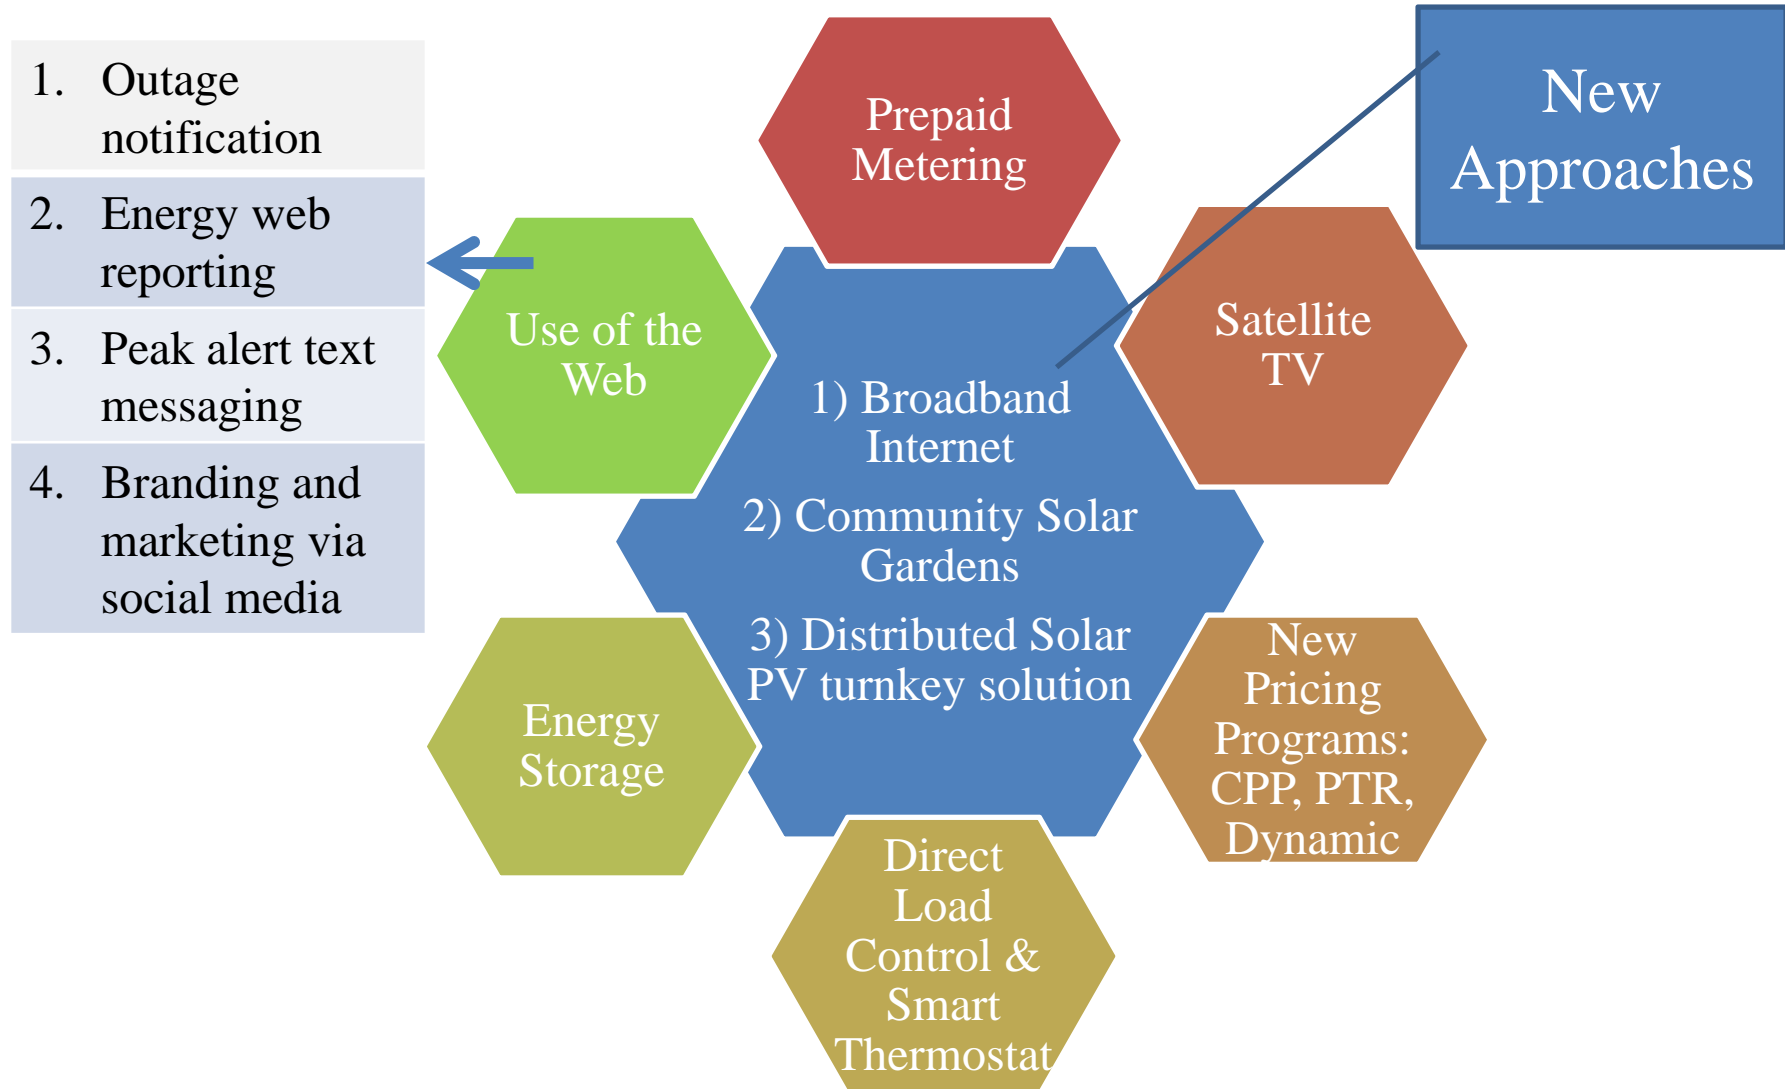 1. Outage
notification
2. Energy web
reporting
3. Peak alert text
messaging
4. Branding and
marketing via
social media
Prepaid
Metering
New
Approaches
Use of the
Web
Satellite
TV
1) Broadband
Internet
2) Community Solar
Gardens
3) Distributed Solar
PV turnkey solution
Energy
Storage
New
Pricing
Programs:
CPP, PTR,
Dynamic
Direct
Load
Control &
Smart
Thermostat